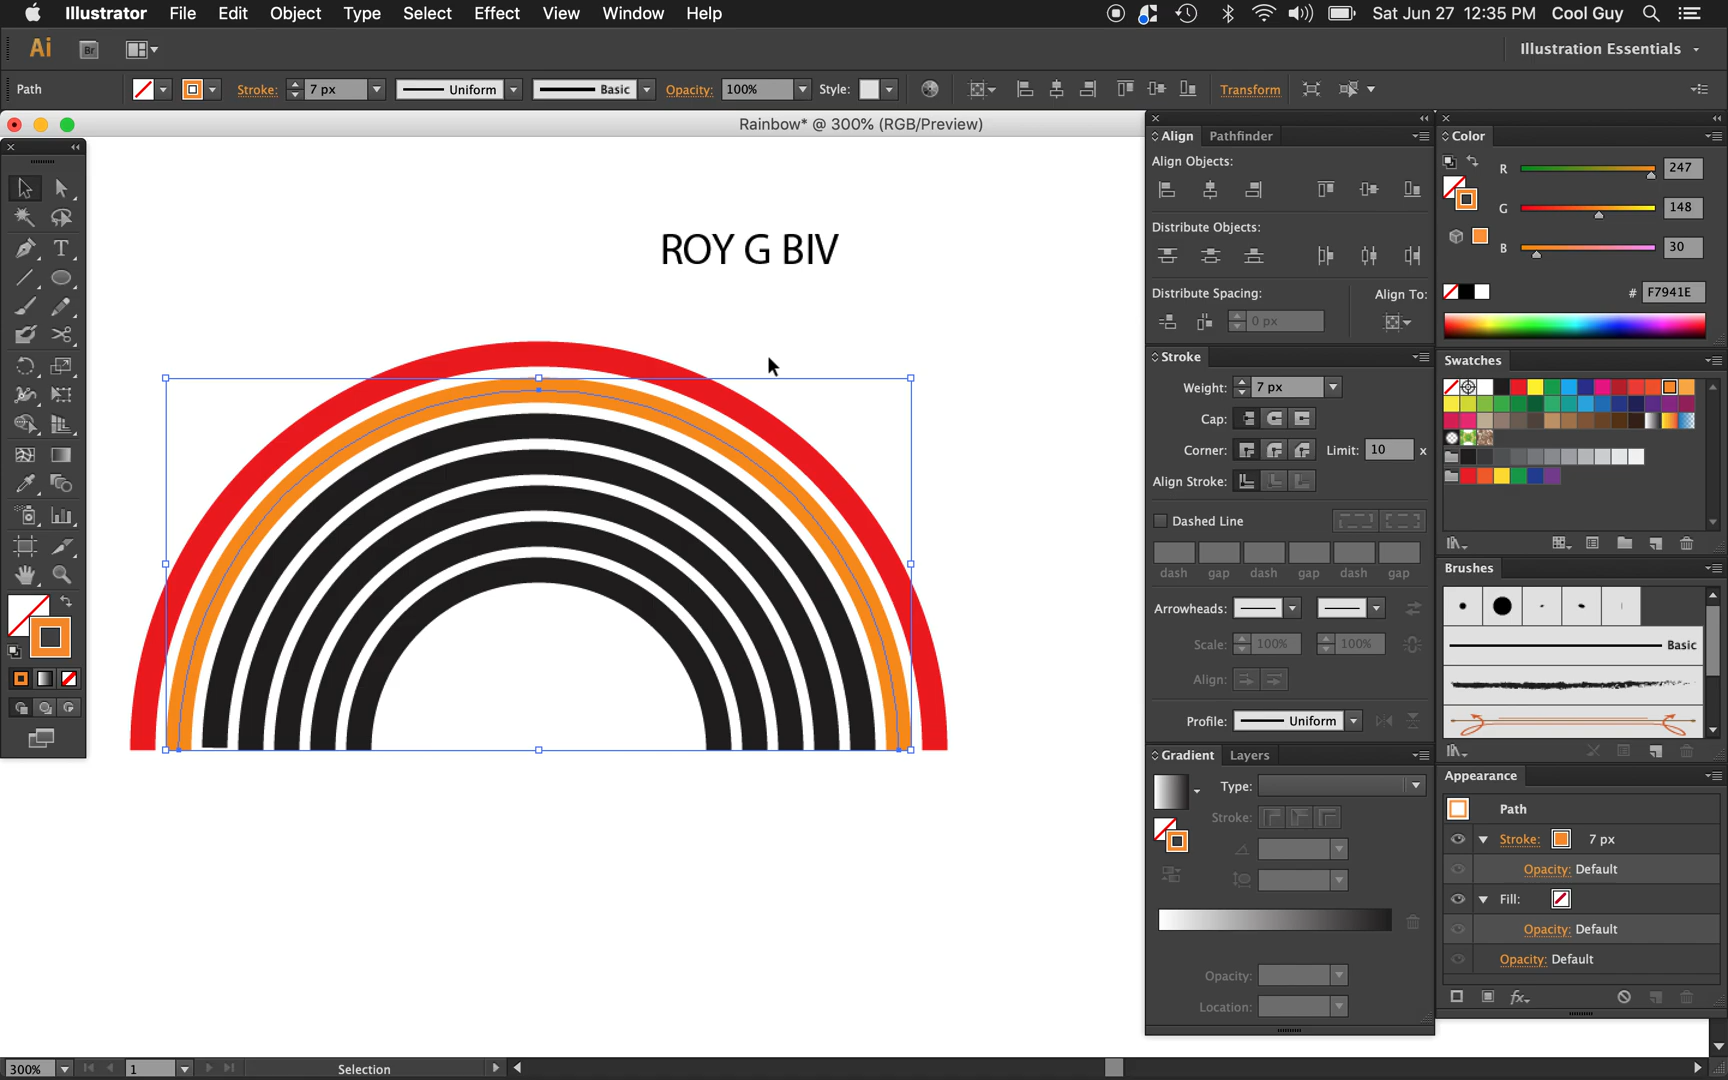 Illustrator File Edit Object Type Select Effect View Window Help Sat Jun 27 12:35 PM Cool Guy
Ai Br Illustration Essentials
Path Stroke: 7 px Uniform Basic Opacity: 100% Style: Transform
Rainbow* @ 300% (RGB/Preview)
ROY G BIV
Align Pathfinder
Align Objects:
Distribute Objects:
Distribute Spacing: Align To:
0 px
Stroke
Weight: 7 px
Cap:
Corner: Limit: 10 x
Align Stroke:
Dashed Line
dash gap dash gap dash gap
Arrowheads:
Scale: 100% 100%
Align:
Profile: Uniform
Gradient Layers
Type:
Stroke:
Opacity:
Location:
Color
R 247
G 148
B 30
# F7941E
Swatches
Brushes
Basic
Appearance
Path
Stroke: 7 px
Opacity: Default
Fill:
Opacity: Default
Opacity: Default
fx
300% 1 Selection